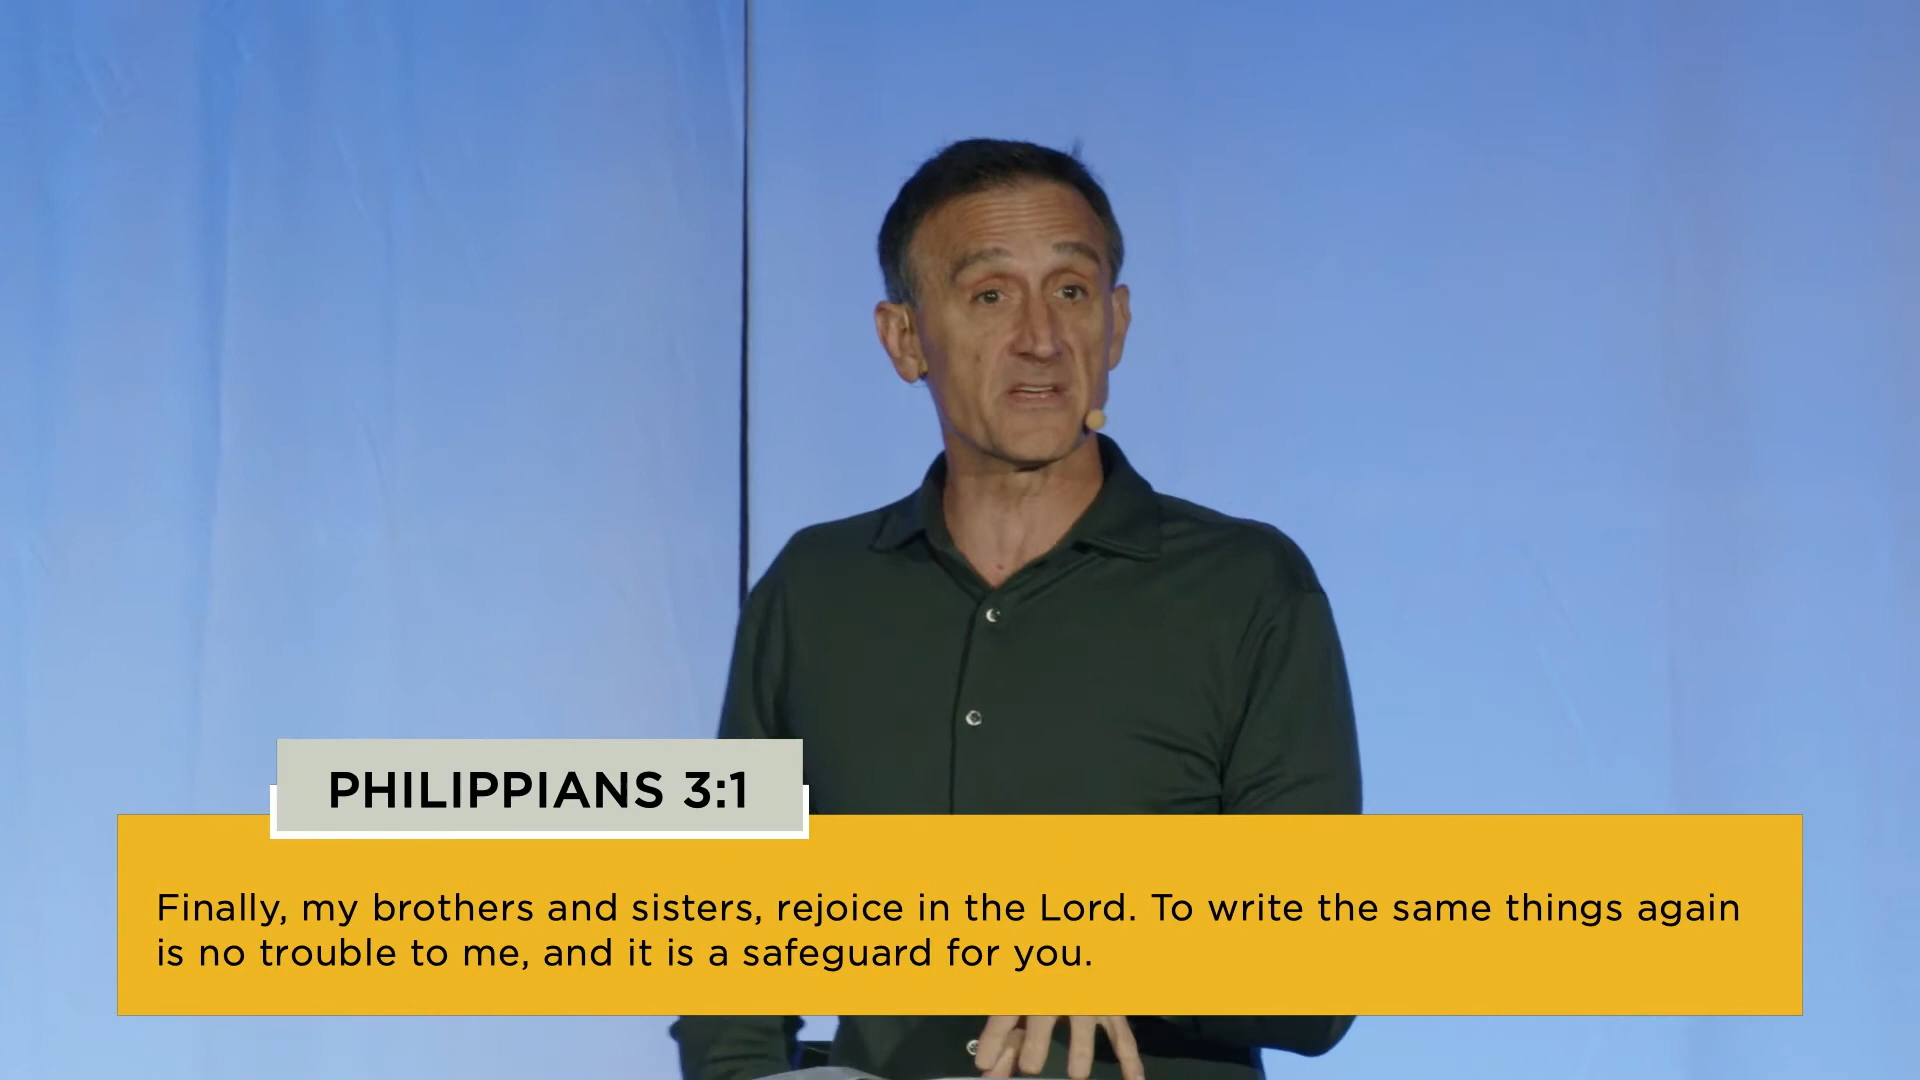 PHILIPPIANS 3:1
Finally, my brothers and sisters, rejoice in the Lord. To write the same things again
is no trouble to me, and it is a safeguard for you.